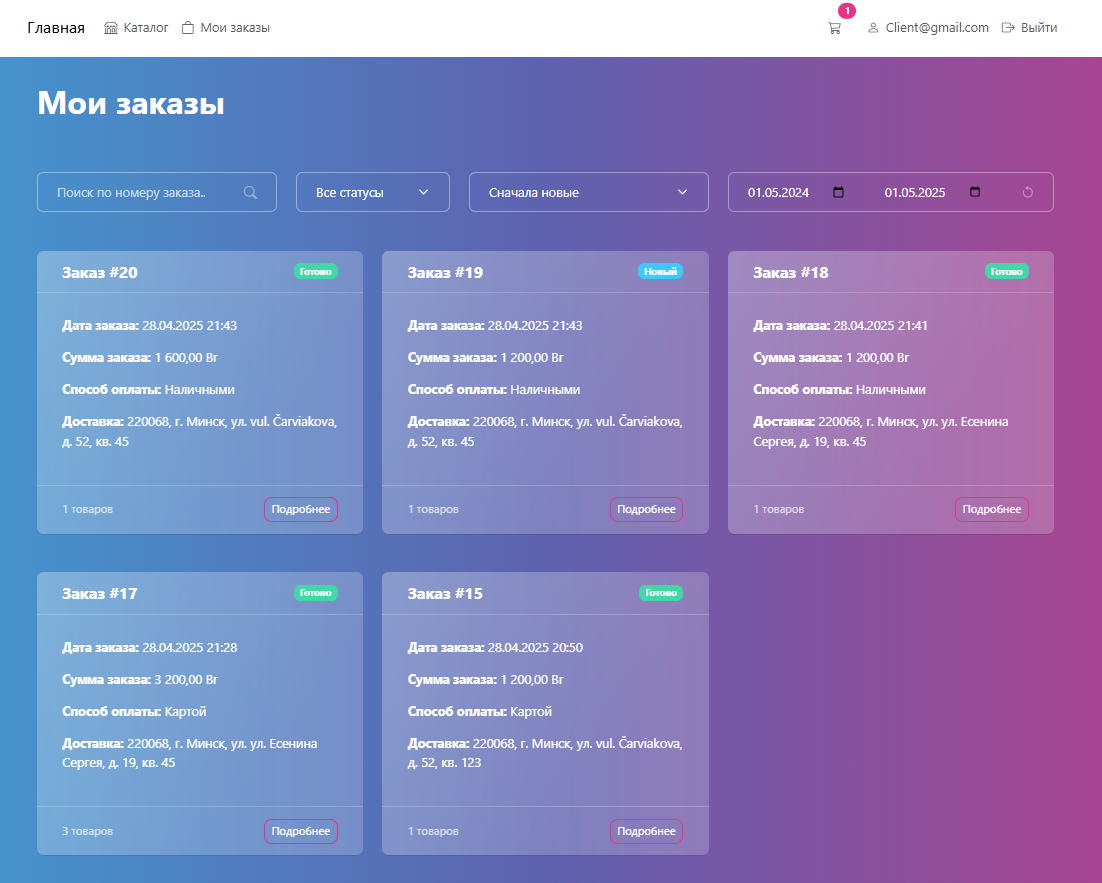 Главная Каталог Мои заказы 1 Client@gmail.com Выйти
Мои заказы
Поиск по номеру заказа.. Все статусы Сначала новые 01.05.2024 01.05.2025
Заказ #20 Готово
Дата заказа: 28.04.2025 21:43
Сумма заказа: 1 600,00 Br
Способ оплаты: Наличными
Доставка: 220068, г. Минск, ул. vul. Čarviakova,
д. 52, кв. 45
1 товаров Подробнее
Заказ #19 Новый
Дата заказа: 28.04.2025 21:43
Сумма заказа: 1 200,00 Br
Способ оплаты: Наличными
Доставка: 220068, г. Минск, ул. vul. Čarviakova,
д. 52, кв. 45
1 товаров Подробнее
Заказ #18 Готово
Дата заказа: 28.04.2025 21:41
Сумма заказа: 1 200,00 Br
Способ оплаты: Наличными
Доставка: 220068, г. Минск, ул. ул. Есенина
Сергея, д. 19, кв. 45
1 товаров Подробнее
Заказ #17 Готово
Дата заказа: 28.04.2025 21:28
Сумма заказа: 3 200,00 Br
Способ оплаты: Картой
Доставка: 220068, г. Минск, ул. ул. Есенина
Сергея, д. 19, кв. 45
3 товаров Подробнее
Заказ #15 Готово
Дата заказа: 28.04.2025 20:50
Сумма заказа: 1 200,00 Br
Способ оплаты: Картой
Доставка: 220068, г. Минск, ул. vul. Čarviakova,
д. 52, кв. 123
1 товаров Подробнее